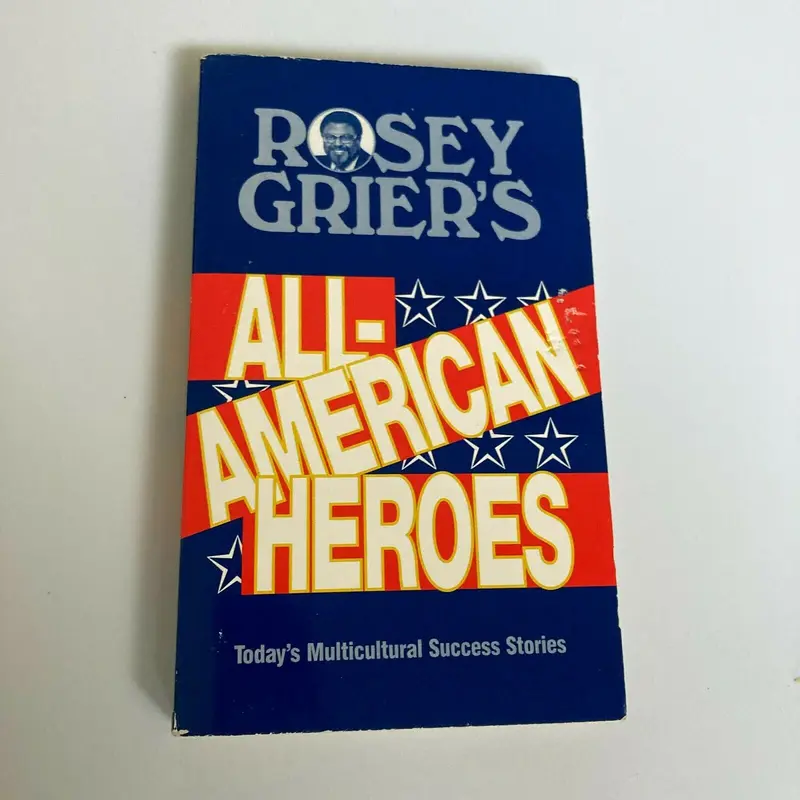 ROSEY
GRIER'S
ALL-
AMERICAN
HEROES
Today's Multicultural Success Stories